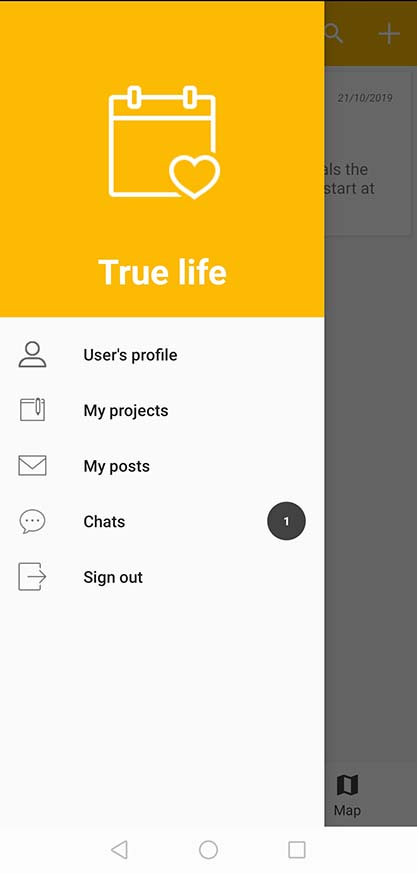 21/10/2019
als the
start at
True life
User's profile
My projects
My posts
Chats
1
Sign out
Map